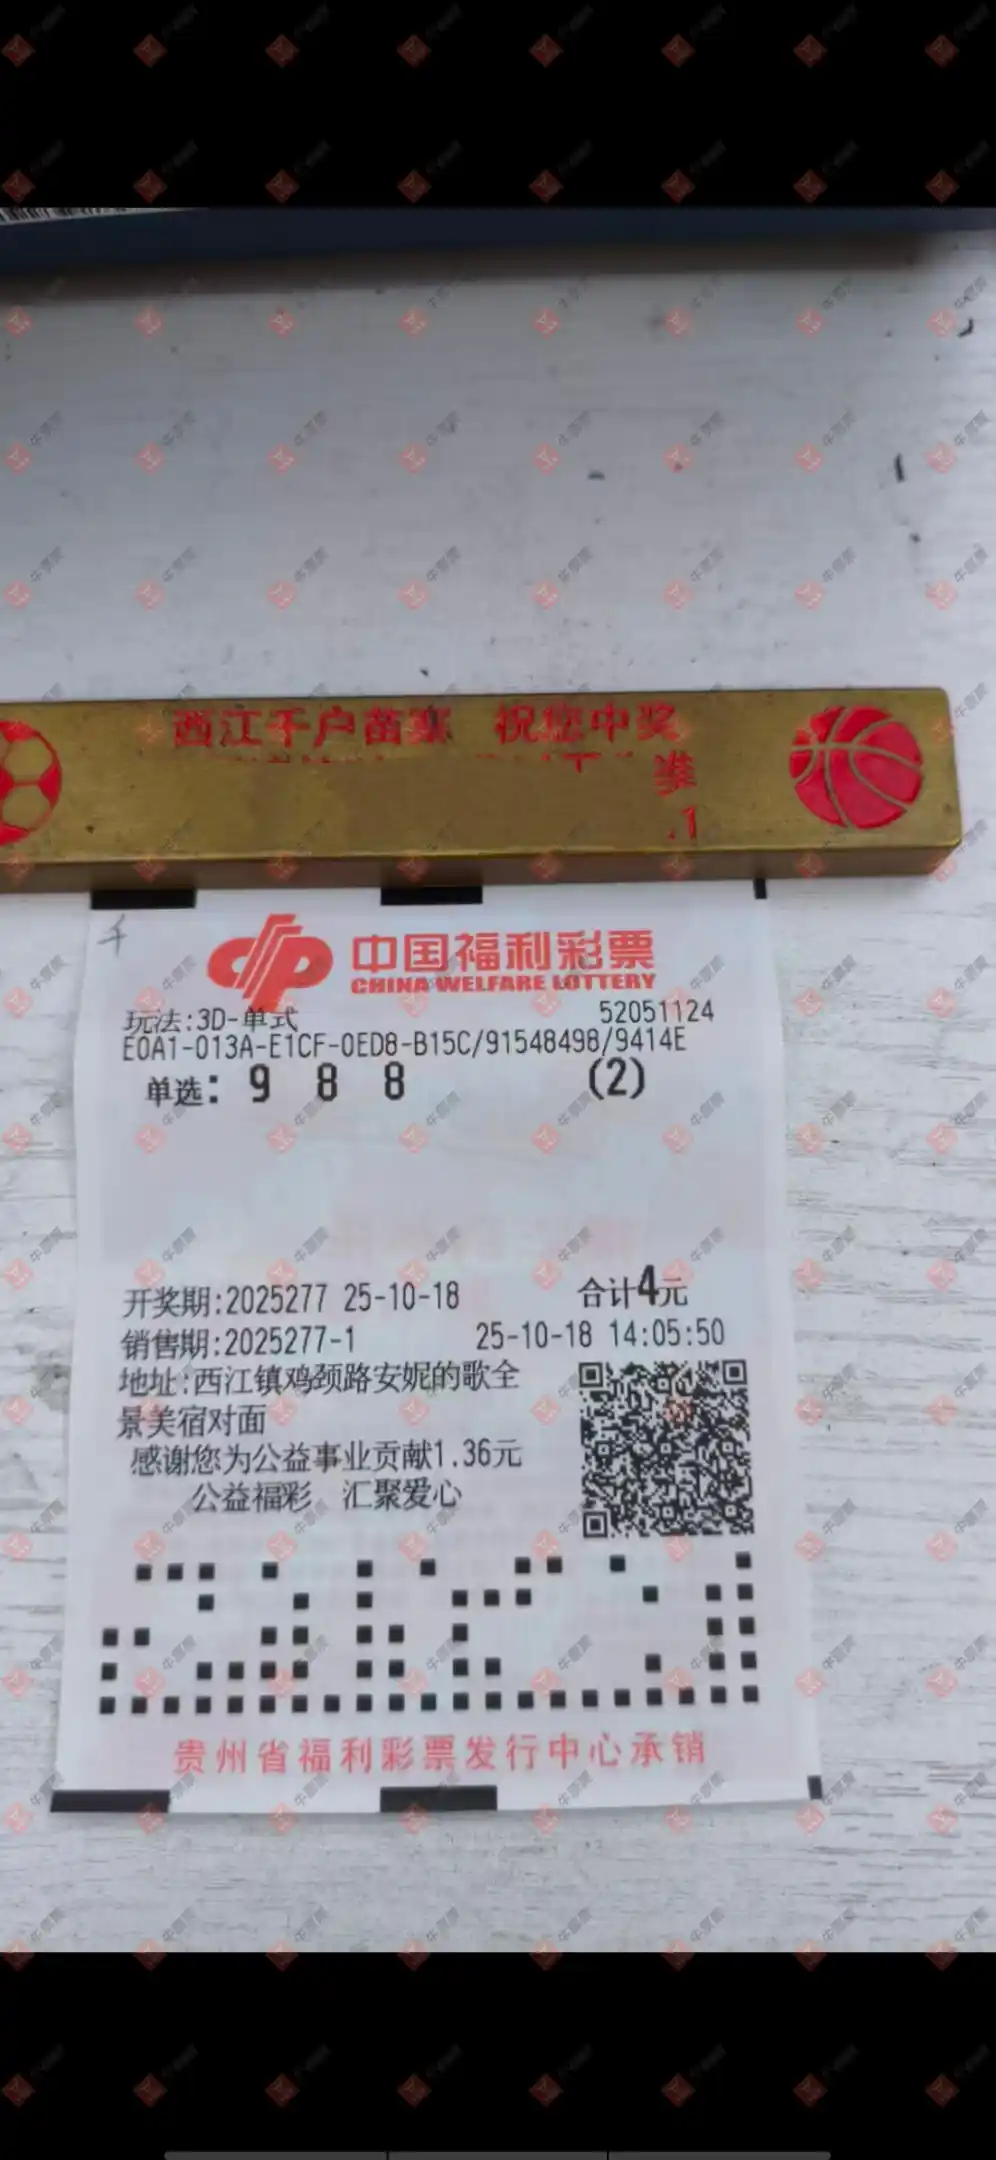 西江千户苗寨 祝您中奖
准
.1
千
中国福利彩票
CHINA WELFARE LOTTERY
玩法:3D-单式 52051124
E0A1-013A-E1CF-0ED8-B15C/91548498/9414E
单选: 9 8 8 (2)
开奖期:2025277 25-10-18 合计4元
销售期:2025277-1 25-10-18 14:05:50
地址:西江镇鸡颈路安妮的歌全
景美宿对面
感谢您为公益事业贡献1.36元
公益福彩 汇聚爱心
贵州省福利彩票发行中心承销